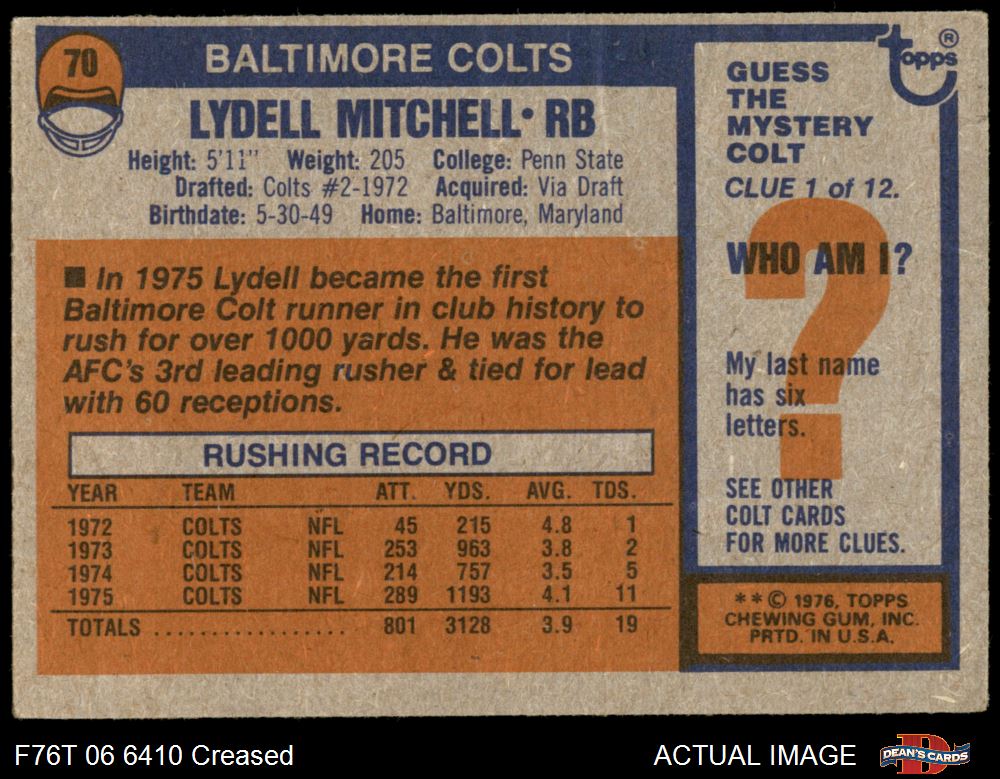 70
BALTIMORE COLTS
LYDELL MITCHELL• RB
Height: 5'11" Weight: 205 College: Penn State
Drafted: Colts #2-1972 Acquired: Via Draft
Birthdate: 5-30-49 Home: Baltimore, Maryland
■ In 1975 Lydell became the first
Baltimore Colt runner in club history to
rush for over 1000 yards. He was the
AFC's 3rd leading rusher & tied for lead
with 60 receptions.
RUSHING RECORD
YEAR TEAM ATT. YDS. AVG. TDS.
1972 COLTS NFL 45 215 4.8 1
1973 COLTS NFL 253 963 3.8 2
1974 COLTS NFL 214 757 3.5 5
1975 COLTS NFL 289 1193 4.1 11
TOTALS .................. 801 3128 3.9 19
topps ®
GUESS
THE
MYSTERY
COLT
CLUE 1 of 12.
WHO AM I?
?
My last name
has six
letters.
SEE OTHER
COLT CARDS
FOR MORE CLUES.
**© 1976, TOPPS
CHEWING GUM, INC.
PRTD. IN U.S.A.
F76T 06 6410 Creased
ACTUAL IMAGE
DEAN'S CARDS